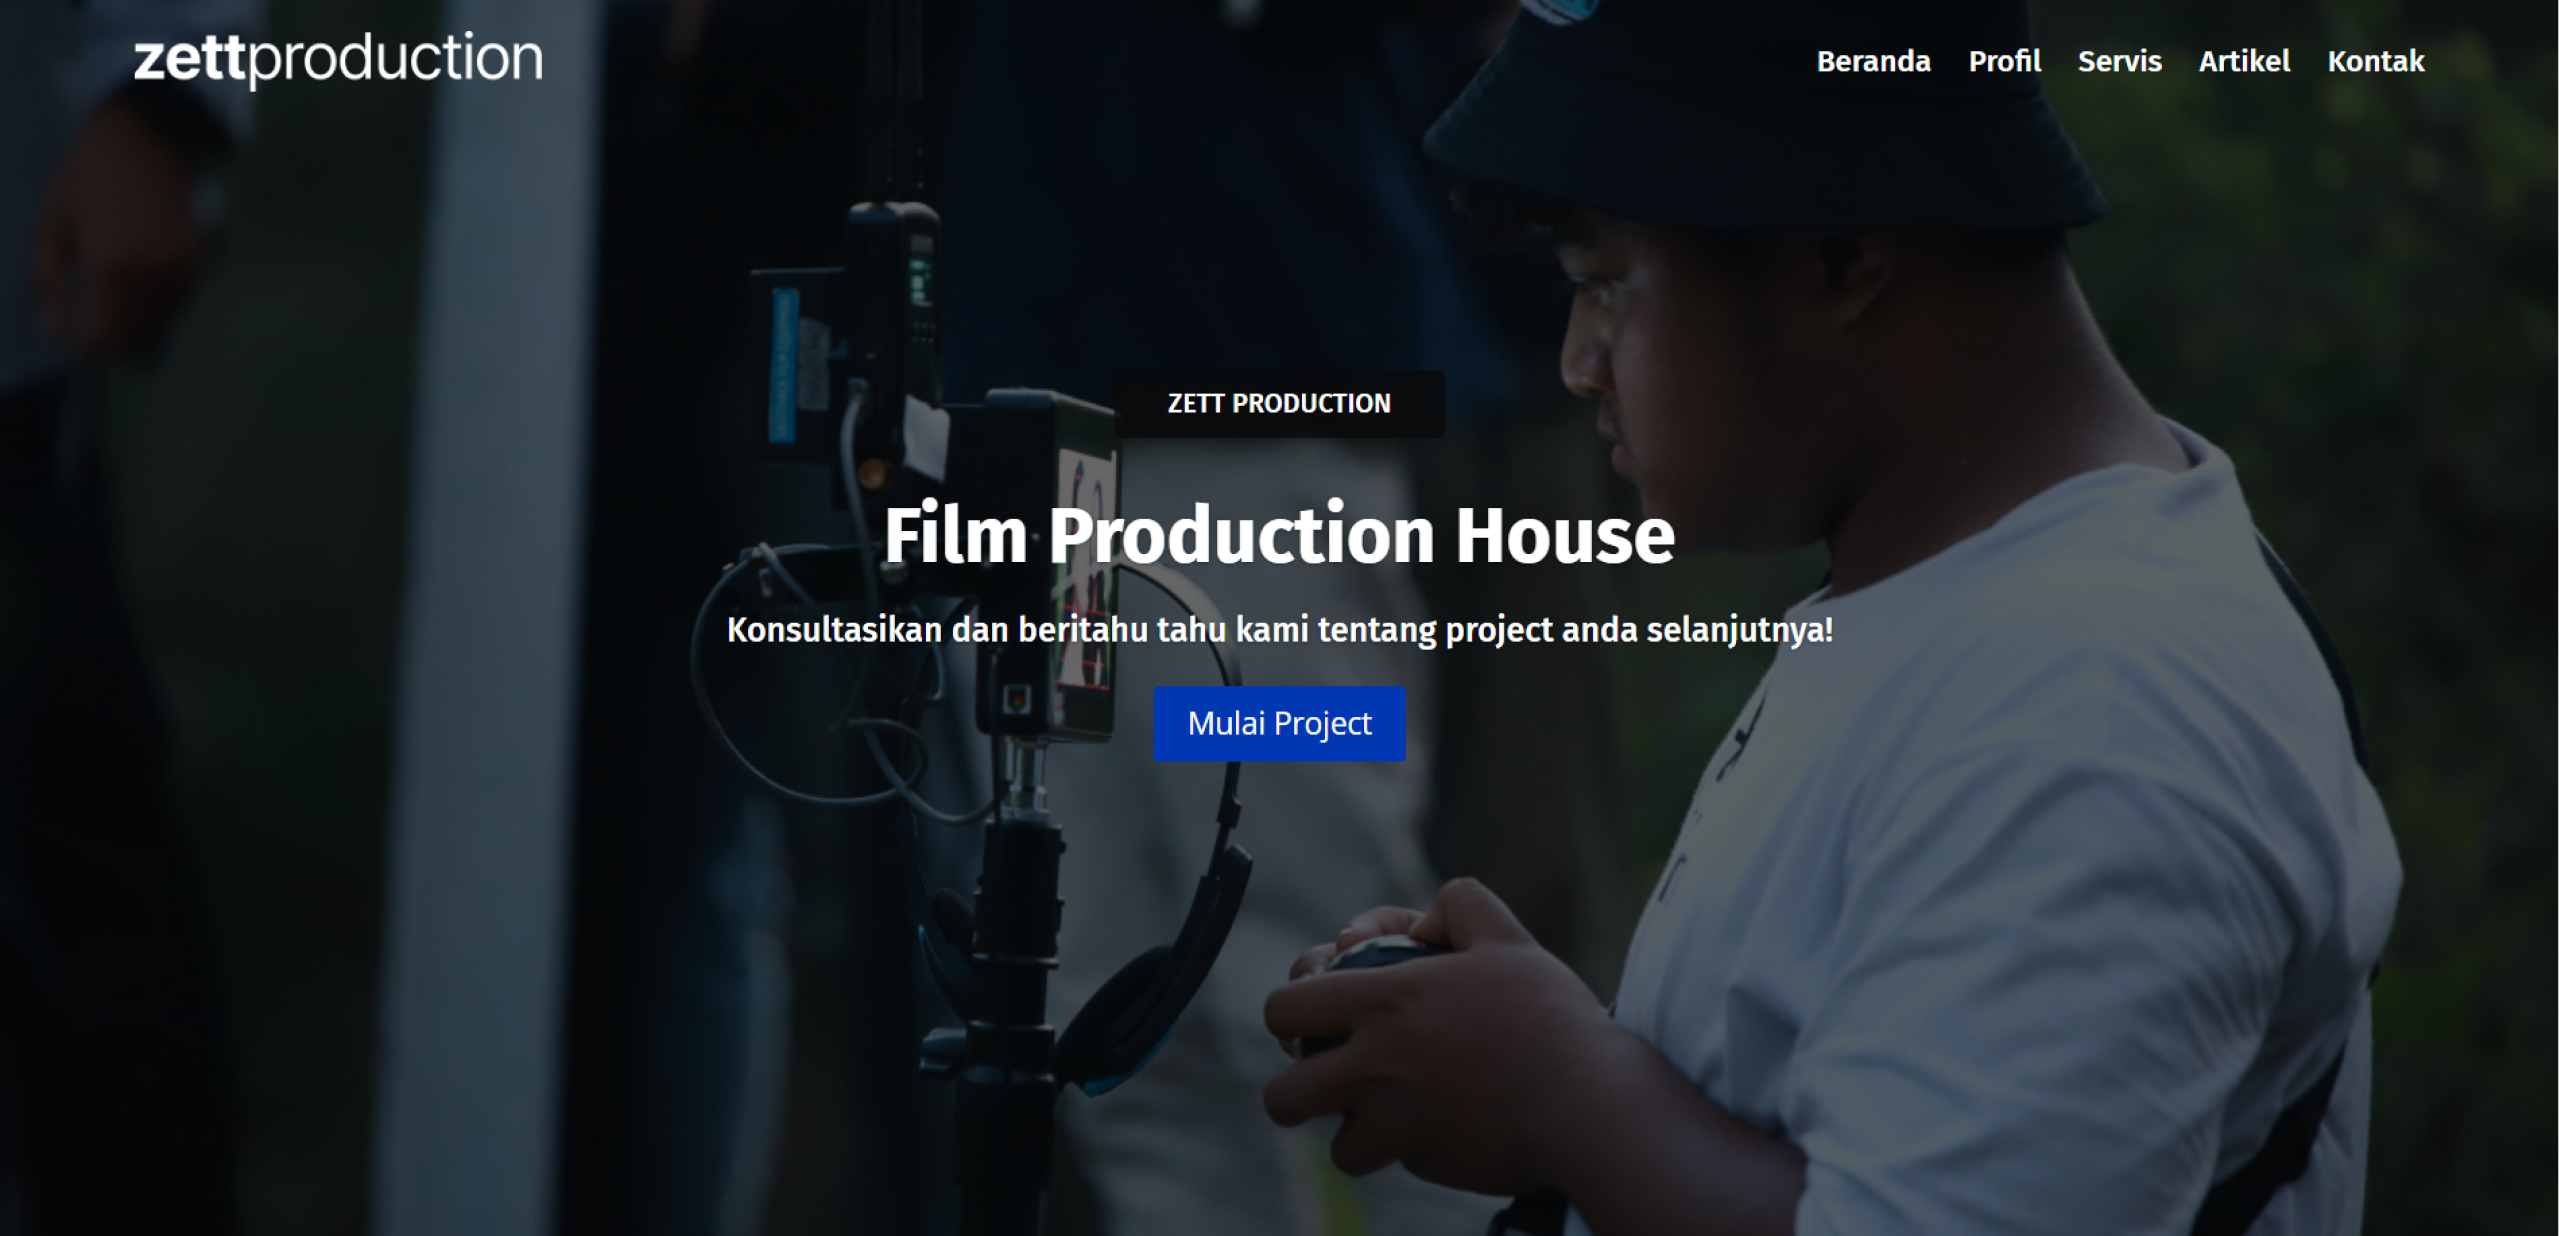 zettproduction
Beranda Profil Servis Artikel Kontak
ZETT PRODUCTION
Film Production House
Konsultasikan dan beritahu tahu kami tentang project anda selanjutnya!
Mulai Project